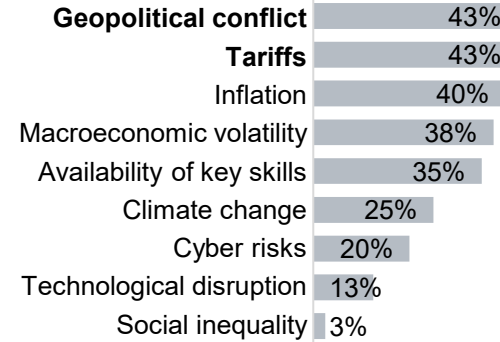 Geopolitical conflict 43%
Tariffs 43%
Inflation 40%
Macroeconomic volatility 38%
Availability of key skills 35%
Climate change 25%
Cyber risks 20%
Technological disruption 13%
Social inequality 3%